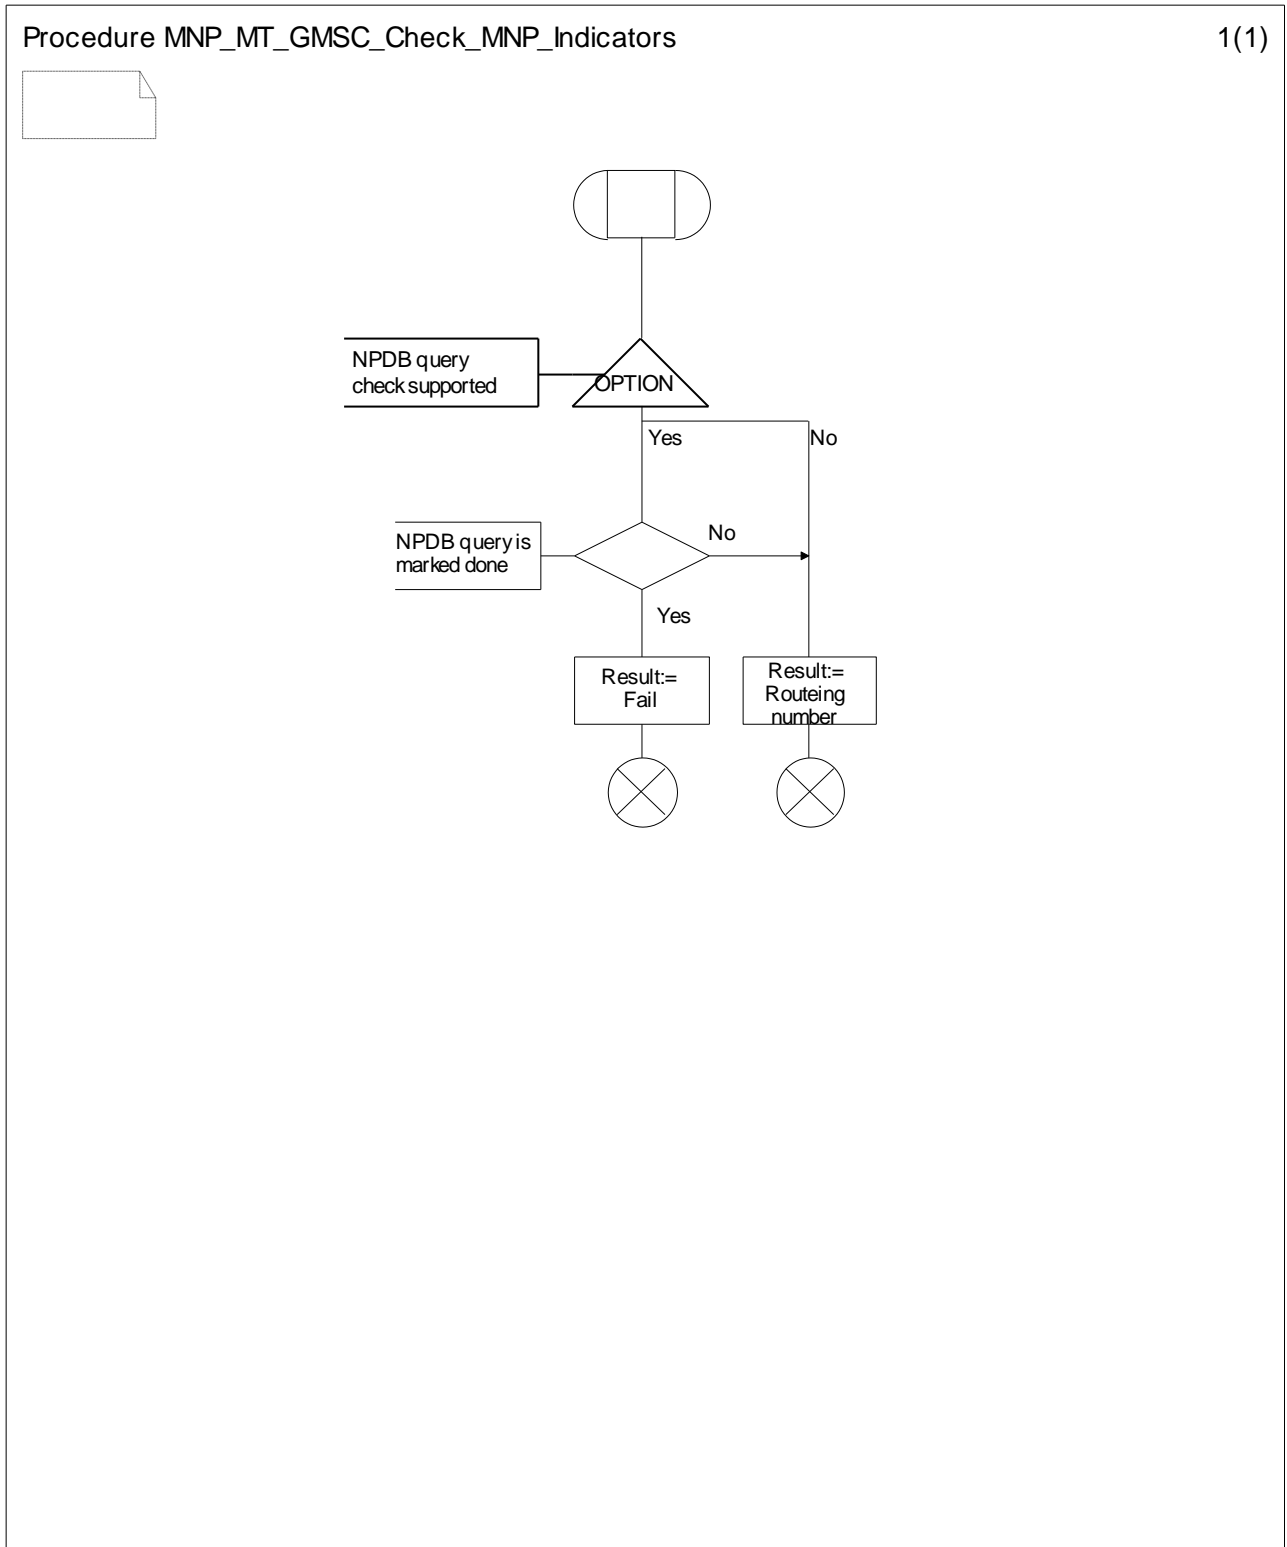 Procedure MNP_MT_GMSC_Check_MNP_Indicators
1(1)
NPDB query
check supported
OPTION
Yes
No
NPDB query is
marked done
No
Yes
Result:=
Fail
Result:=
Routeing
number